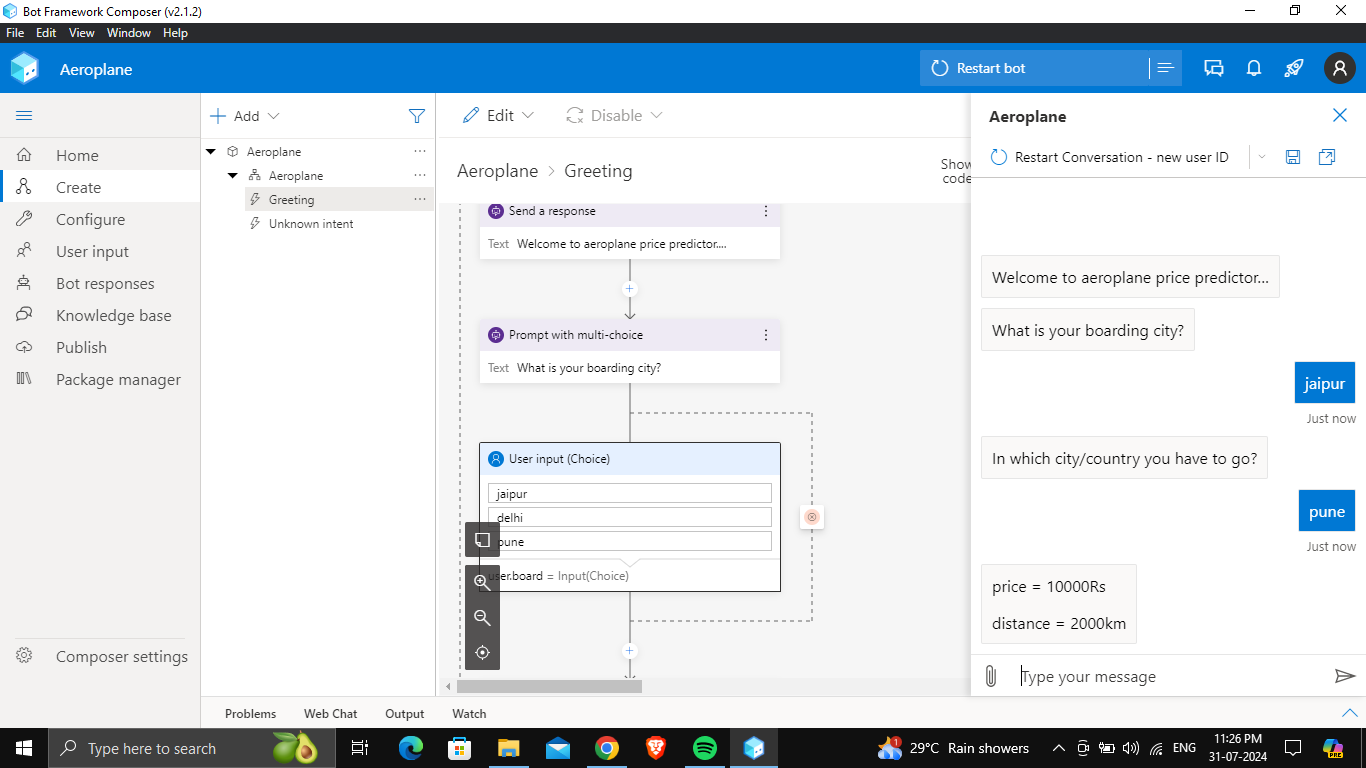 Bot Framework Composer (v2.1.2)
File Edit View Window Help
Aeroplane
Restart bot
Home
Create
Configure
User input
Bot responses
Knowledge base
Publish
Package manager
Composer settings
Add
Aeroplane
Aeroplane
Greeting
Unknown intent
Edit
Disable
Aeroplane > Greeting
Show
code
Send a response
Text Welcome to aeroplane price predictor....
Prompt with multi-choice
Text What is your boarding city?
User input (Choice)
jaipur
delhi
pune
user.board = Input(Choice)
Aeroplane
Restart Conversation - new user ID
Welcome to aeroplane price predictor...
What is your boarding city?
jaipur
Just now
In which city/country you have to go?
pune
Just now
price = 10000Rs
distance = 2000km
Type your message
Problems Web Chat Output Watch
Type here to search
1
29°C Rain showers
ENG
11:26 PM
31-07-2024
PRE